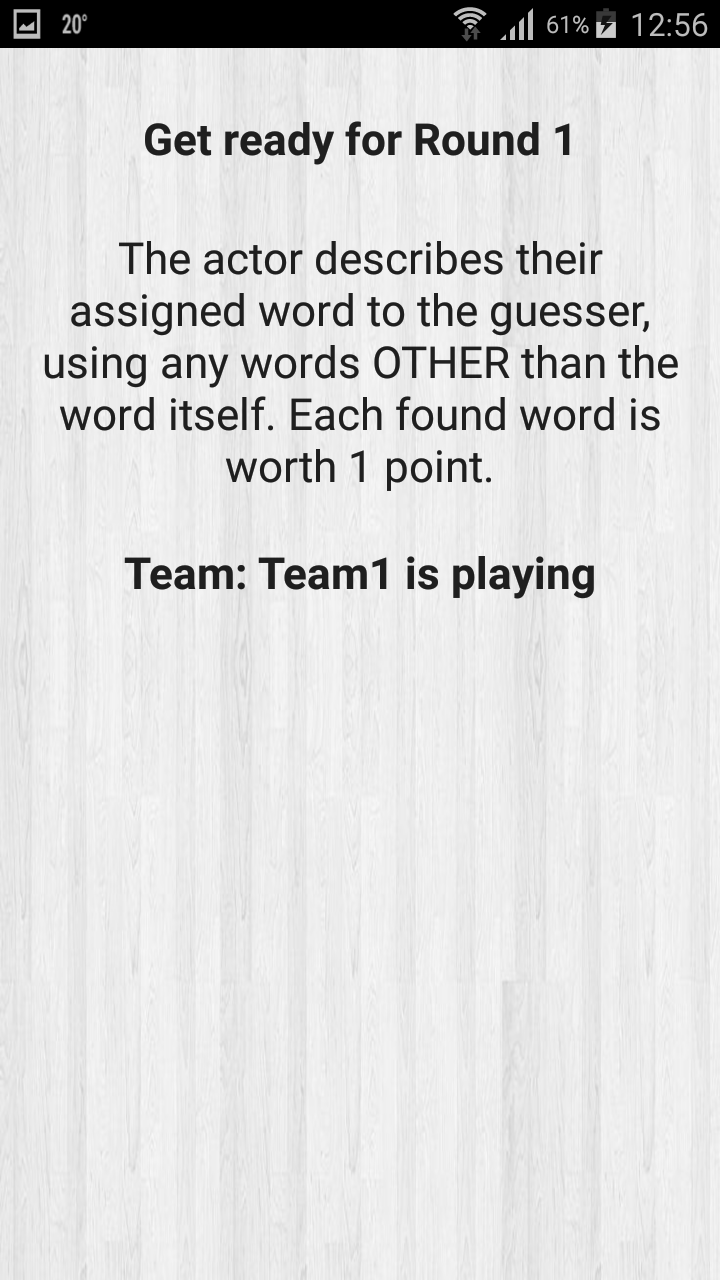 20° 61% 12:56
Get ready for Round 1
The actor describes their
assigned word to the guesser,
using any words OTHER than the
word itself. Each found word is
worth 1 point.
Team: Team1 is playing